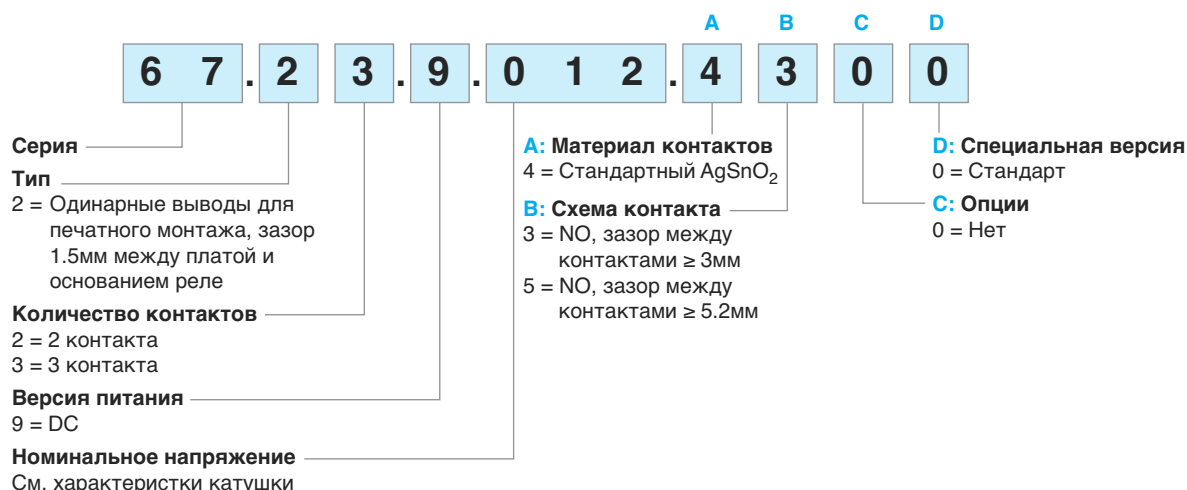 A B C D
6 7 . 2 3 . 9 . 0 1 2 . 4 3 0 0
Серия
Тип
2 = Одинарные выводы для
печатного монтажа, зазор
1.5мм между платой и
основанием реле
Количество контактов
2 = 2 контакта
3 = 3 контакта
Версия питания
9 = DC
Номинальное напряжение
См. характеристки катушки
A: Материал контактов
4 = Стандартный AgSnO₂
B: Схема контакта
3 = NO, зазор между
контактами ≥ 3мм
5 = NO, зазор между
контактами ≥ 5.2мм
D: Специальная версия
0 = Стандарт
C: Опции
0 = Нет